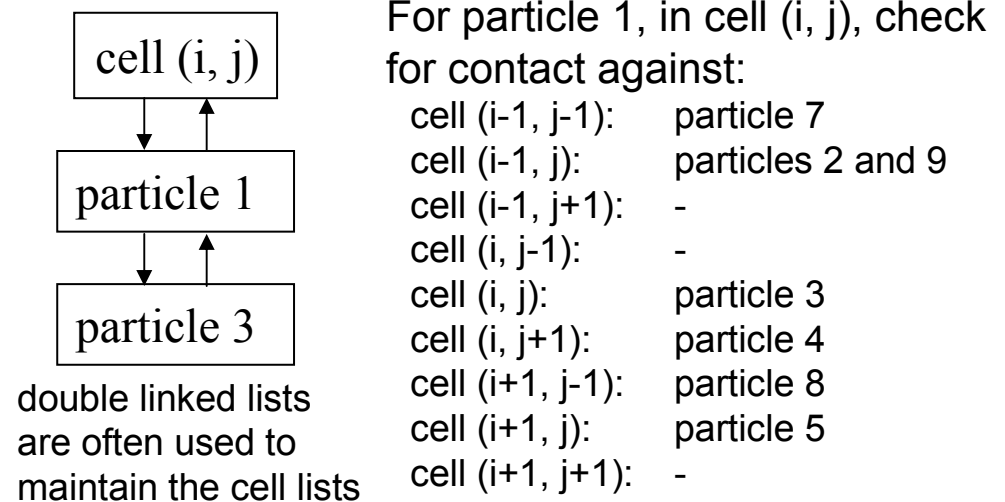 cell (i, j)
particle 1
particle 3
double linked lists
are often used to
maintain the cell lists
For particle 1, in cell (i, j), check
for contact against:
cell (i-1, j-1): particle 7
cell (i-1, j): particles 2 and 9
cell (i-1, j+1): -
cell (i, j-1): -
cell (i, j): particle 3
cell (i, j+1): particle 4
cell (i+1, j-1): particle 8
cell (i+1, j): particle 5
cell (i+1, j+1): -